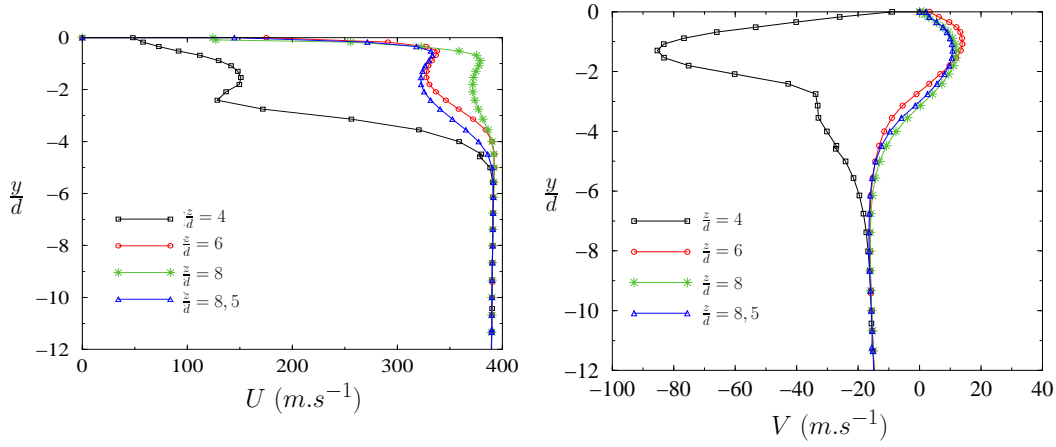 0
−2
−4
−6
−8
−10
−12
y/d
0 100 200 300 400
U (m.s⁻¹)
z/d = 4
z/d = 6
z/d = 8
z/d = 8, 5
0
−2
−4
−6
−8
−10
−12
y/d
−100 −80 −60 −40 −20 0 20 40
V (m.s⁻¹)
z/d = 4
z/d = 6
z/d = 8
z/d = 8, 5